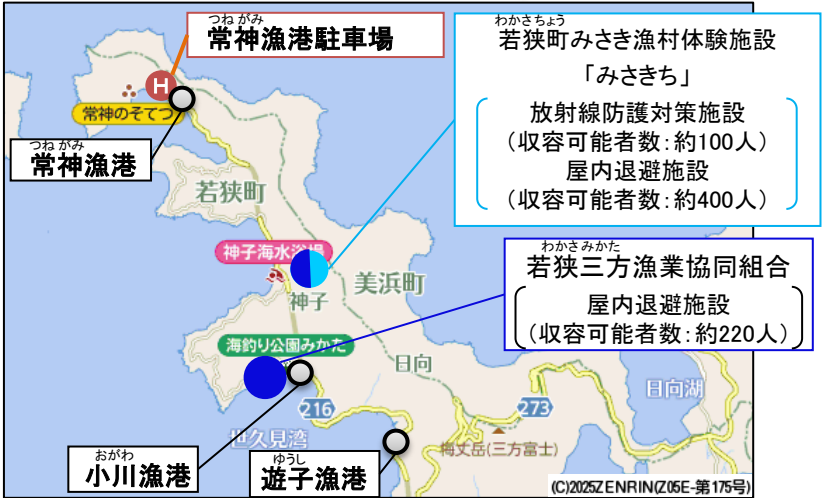 つねがみ
常神漁港駐車場
H
常神のそてつ
つねがみ
常神漁港
わかさちょう
若狭町みさき漁村体験施設
「みさきち」
放射線防護対策施設
(収容可能者数:約100人)
屋内退避施設
(収容可能者数:約400人)
若狭町
神子海水浴場
神子
美浜町
わかさみかた
若狭三方漁業協同組合
屋内退避施設
(収容可能者数:約220人)
海釣り公園みかた
日向
日向湖
216
273
世久見湾
梅丈岳(三方富士)
おがわ
小川漁港
ゆうし
遊子漁港
(C)2025ZENRIN(Z05E-第175号)